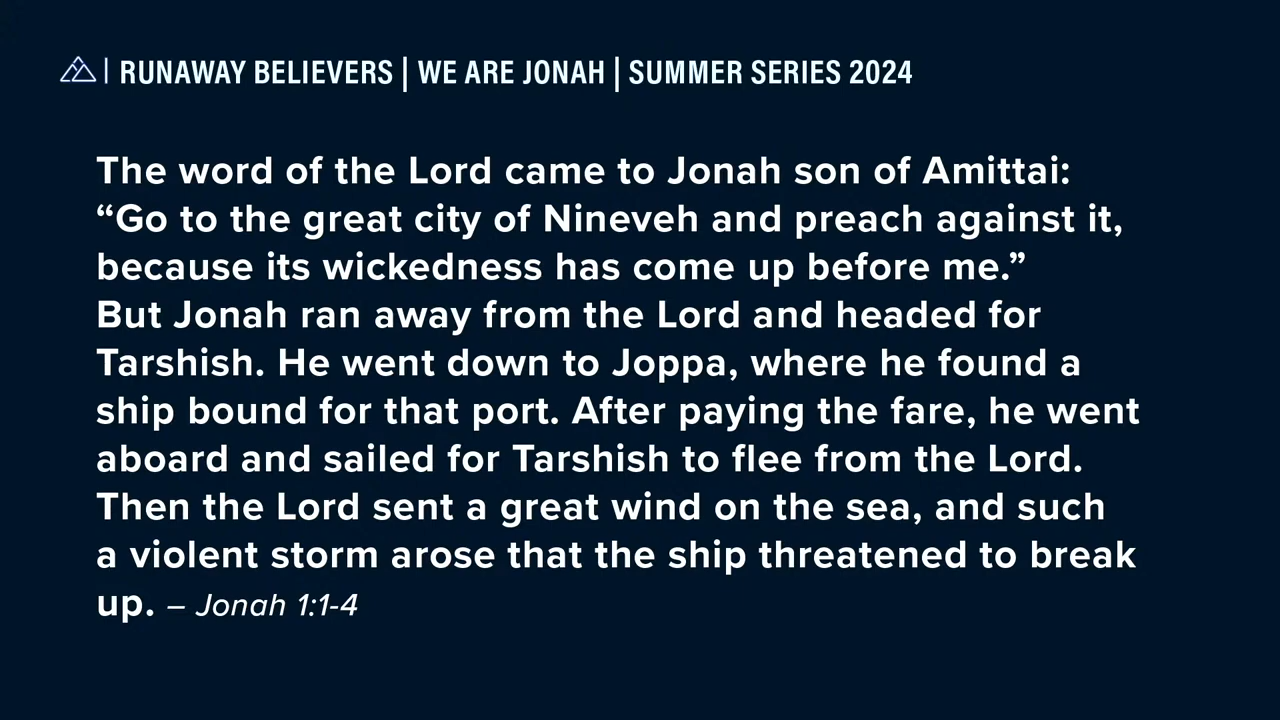 | RUNAWAY BELIEVERS | WE ARE JONAH | SUMMER SERIES 2024
The word of the Lord came to Jonah son of Amittai:
“Go to the great city of Nineveh and preach against it,
because its wickedness has come up before me.”
But Jonah ran away from the Lord and headed for
Tarshish. He went down to Joppa, where he found a
ship bound for that port. After paying the fare, he went
aboard and sailed for Tarshish to flee from the Lord.
Then the Lord sent a great wind on the sea, and such
a violent storm arose that the ship threatened to break
up. – Jonah 1:1-4